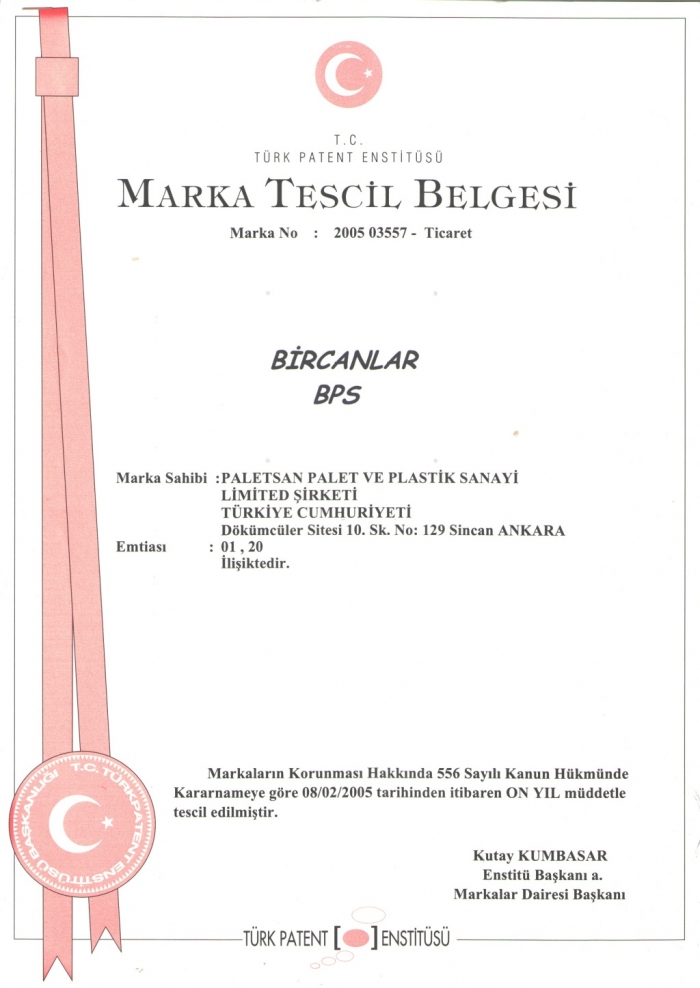 T.C.
TÜRK PATENT ENSTİTÜSÜ
MARKA TESCİL BELGESİ
Marka No : 2005 03557 - Ticaret
BİRCANLAR
BPS
Marka Sahibi :PALETSAN PALET VE PLASTİK SANAYİ
LİMİTED ŞİRKETİ
TÜRKİYE CUMHURİYETİ
Dökümcüler Sitesi 10. Sk. No: 129 Sincan ANKARA
Emtiası : 01 , 20
İlişiktedir.
Markaların Korunması Hakkında 556 Sayılı Kanun Hükmünde
Kararnameye göre 08/02/2005 tarihinden itibaren ON YIL müddetle
tescil edilmiştir.
T.C. TÜRKPATENT ENSTİTÜSÜ BAŞKANLIĞI
Kutay KUMBASAR
Enstitü Başkanı a.
Markalar Dairesi Başkanı
TÜRK PATENT [ ] ENSTİTÜSÜ